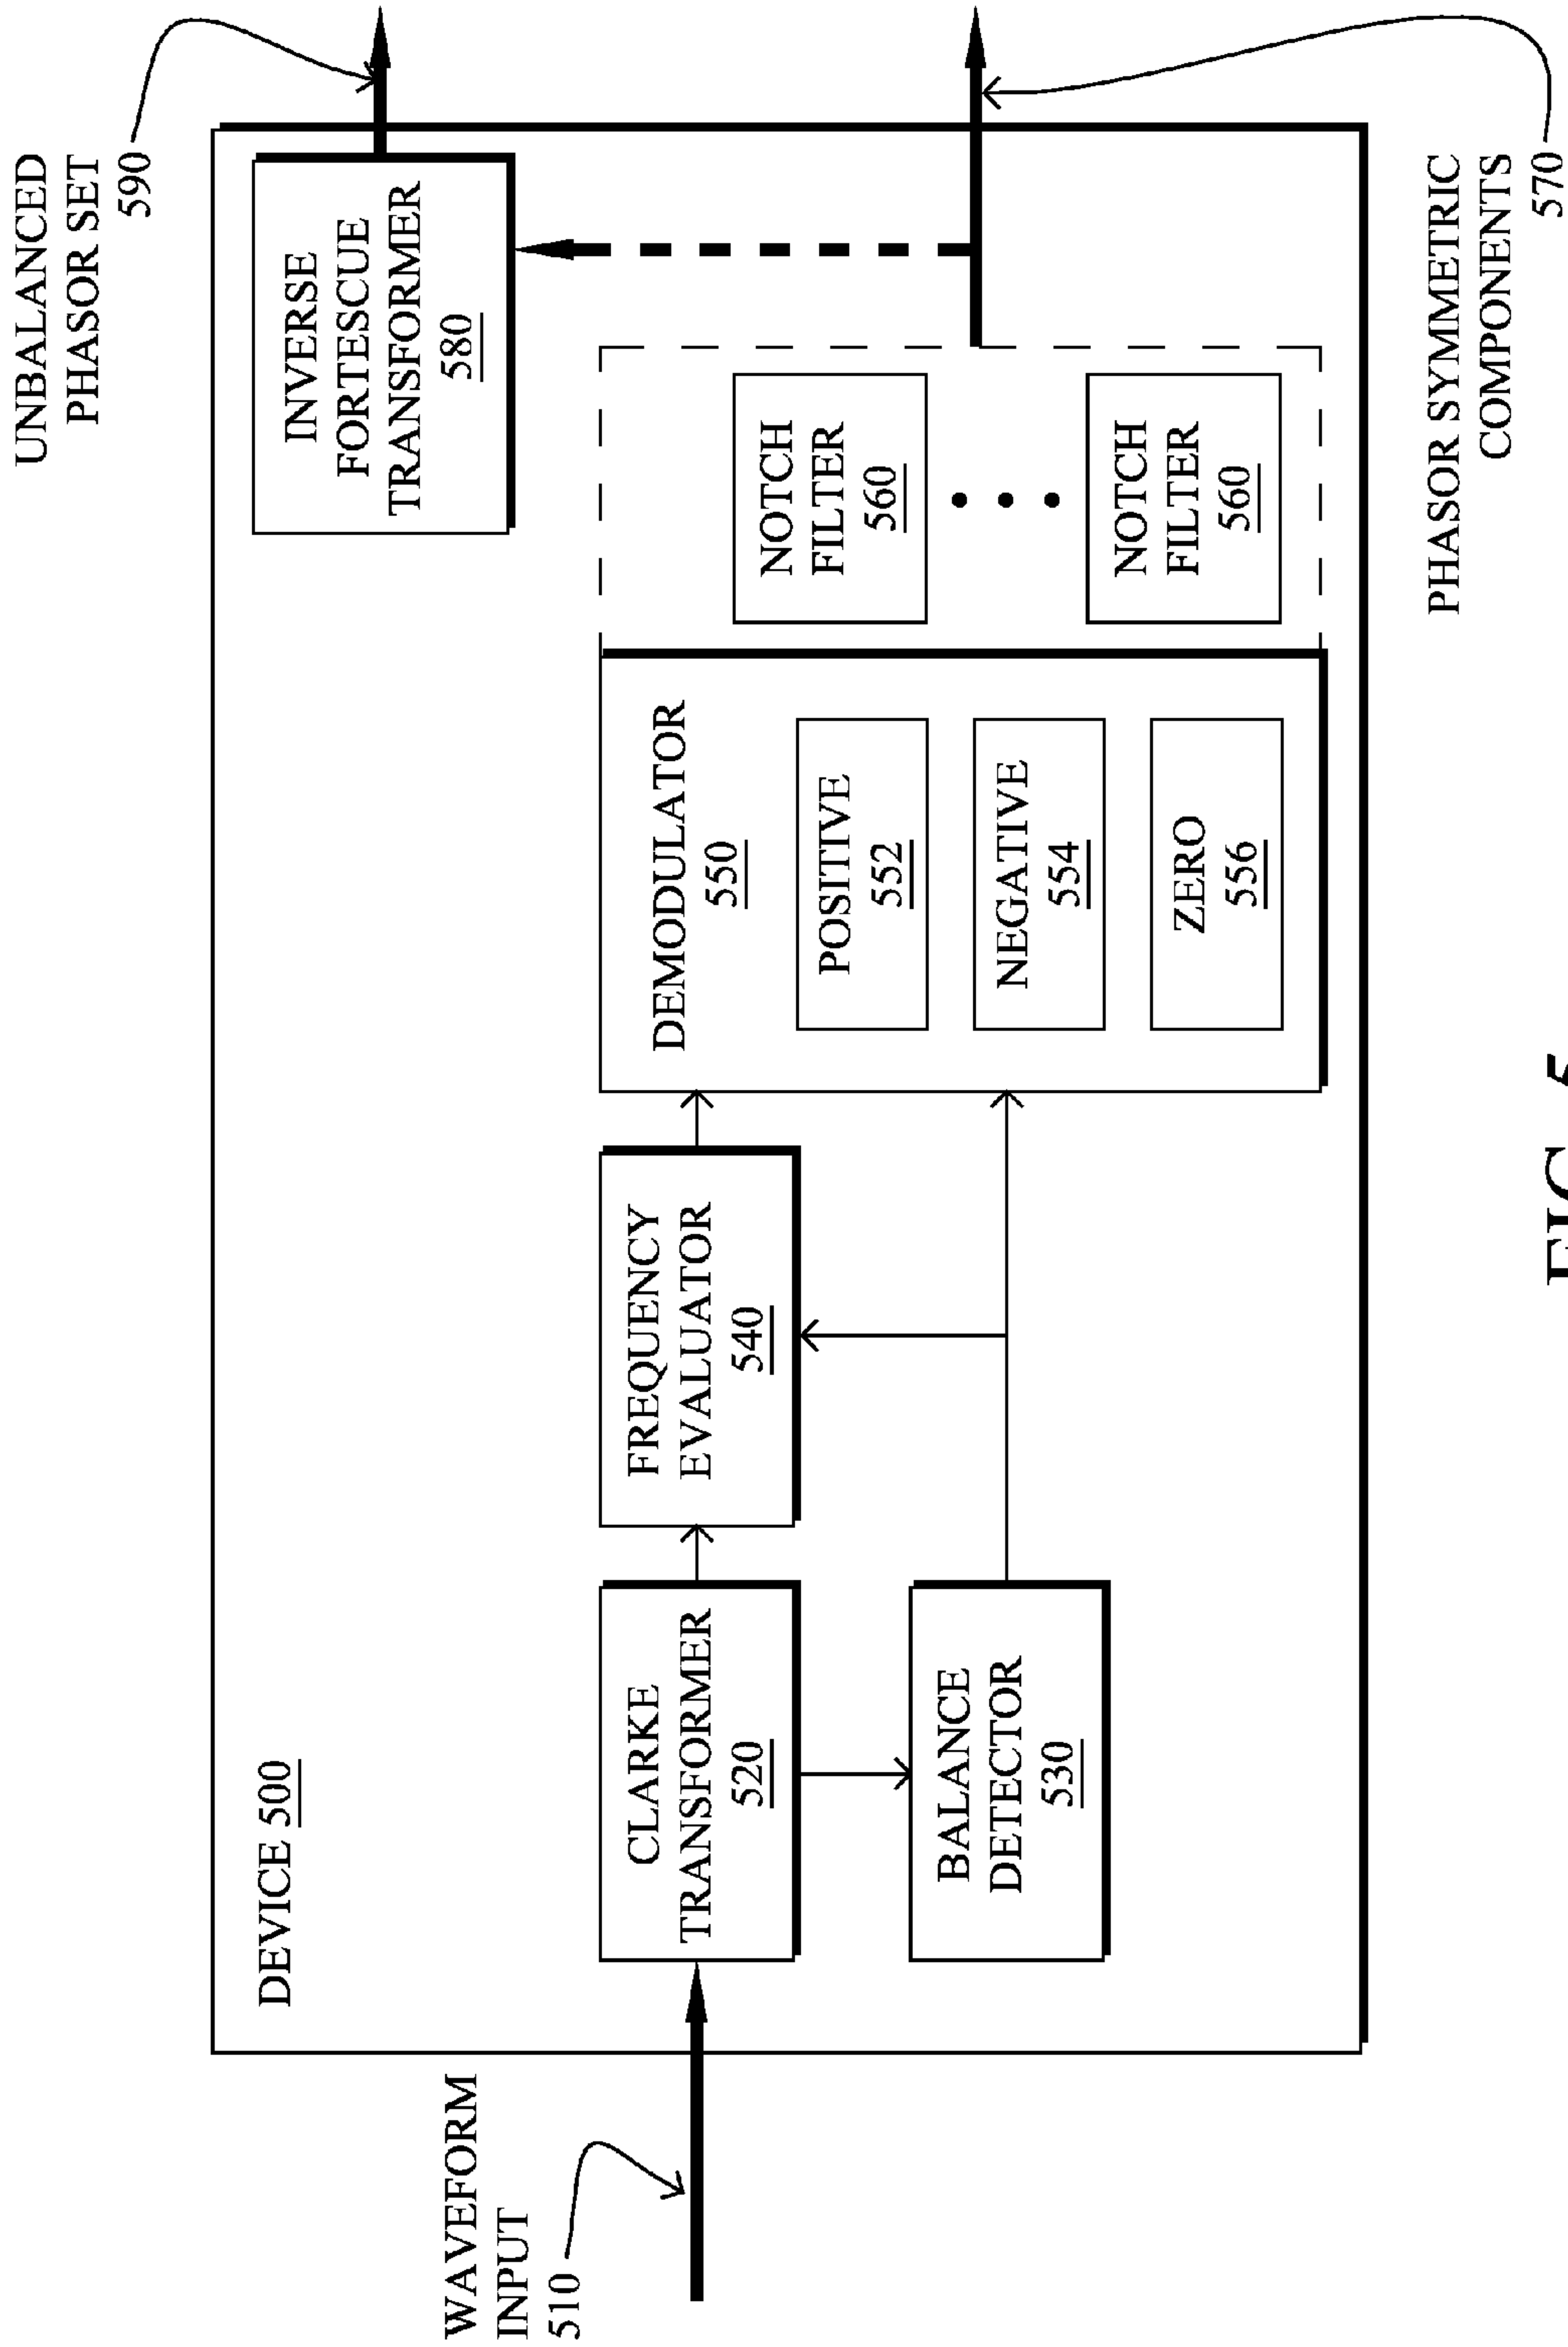 UNBALANCED
PHASOR SET
590
DEVICE 500
INVERSE
FORTESCUE
TRANSFORMER
580
WAVEFORM
INPUT
510
CLARKE
TRANSFORMER
520
FREQUENCY
EVALUATOR
540
BALANCE
DETECTOR
530
DEMODULATOR
550
POSITIVE
552
NEGATIVE
554
ZERO
556
NOTCH
FILTER
560
NOTCH
FILTER
560
PHASOR SYMMETRIC
COMPONENTS
570